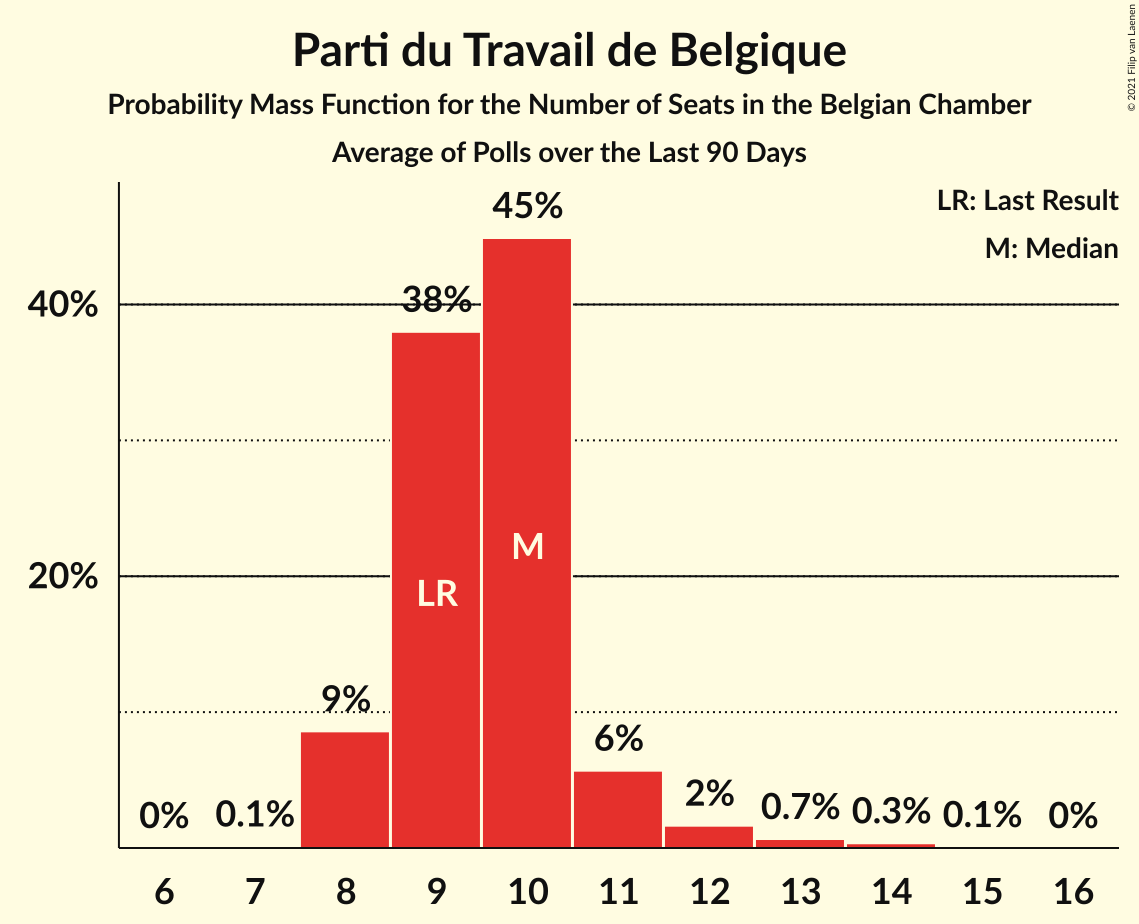 Parti du Travail de Belgique
Probability Mass Function for the Number of Seats in the Belgian Chamber
Average of Polls over the Last 90 Days
© 2021 Filip van Laenen
LR: Last Result
M: Median
45%
40%
38%
M
20%
LR
9%
6%
2%
0%
0.1%
0.7%
0.3%
0.1%
0%
6 7 8 9 10 11 12 13 14 15 16